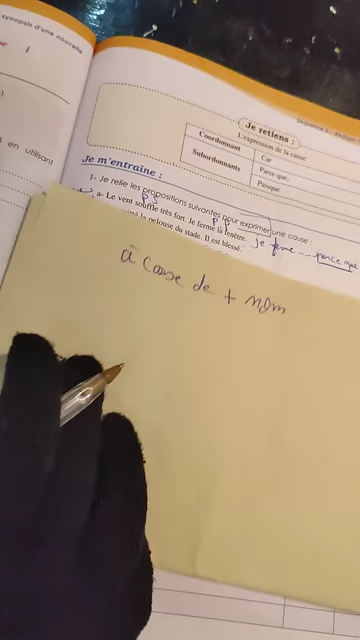 synopsis d'une nouvelle
en utilisant
Je retiens :
L'expression de la cause
Coordonnant
Car
Subordonnants
Parce que,
Puisque
Je m'entraîne :
1- Je relie les propositions suivantes pour exprimer une cause :
a- Le vent souffle très fort. Je ferme la fenêtre.
la pelouse du stade. Il est blessé.
je ferme ... parce que
à cause de + nom